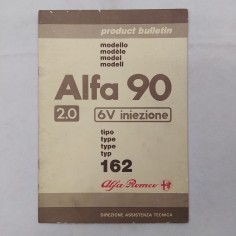 product bulletin
modello
modèle
model
modell
Alfa 90
2.0 6V iniezione
tipo
type
type
typ
162
Alfa-Romeo
DIREZIONE ASSISTENZA TECNICA